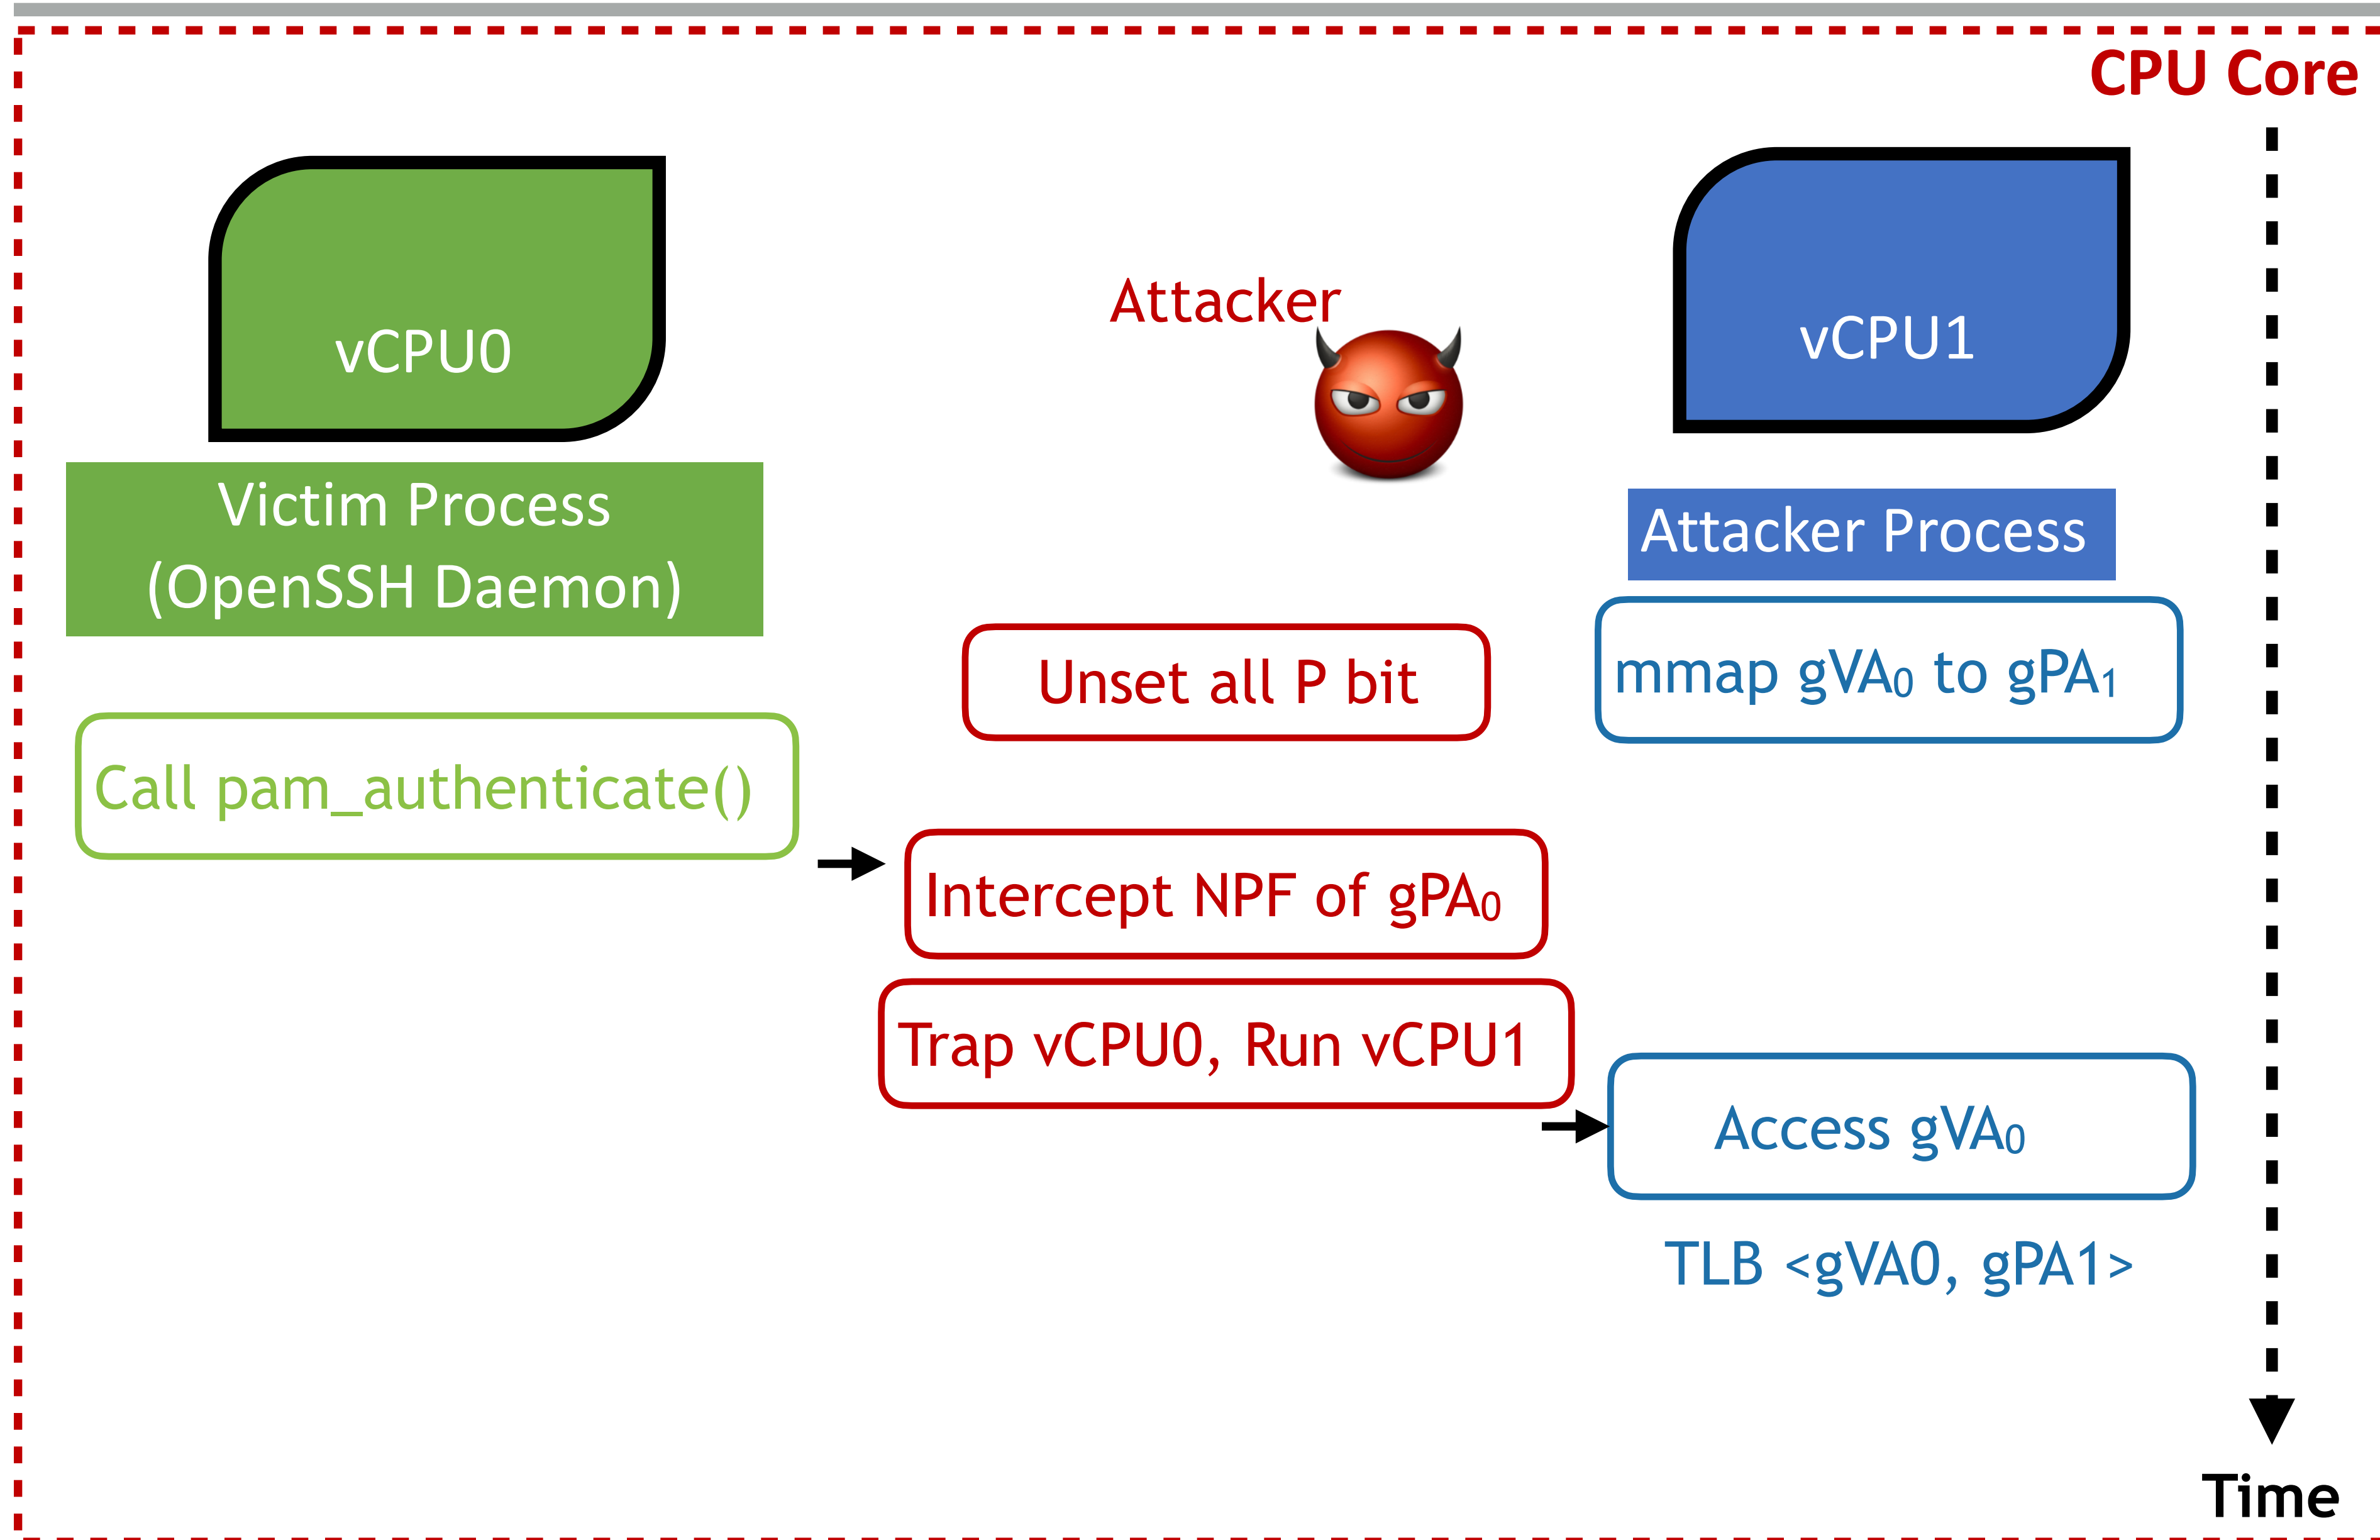 CPU Core
vCPU0
Attacker
vCPU1
Victim Process
(OpenSSH Daemon)
Attacker Process
Unset all P bit
mmap gVA₀ to gPA₁
Call pam_authenticate()
Intercept NPF of gPA₀
Trap vCPU0, Run vCPU1
Access gVA₀
TLB <gVA0, gPA1>
Time